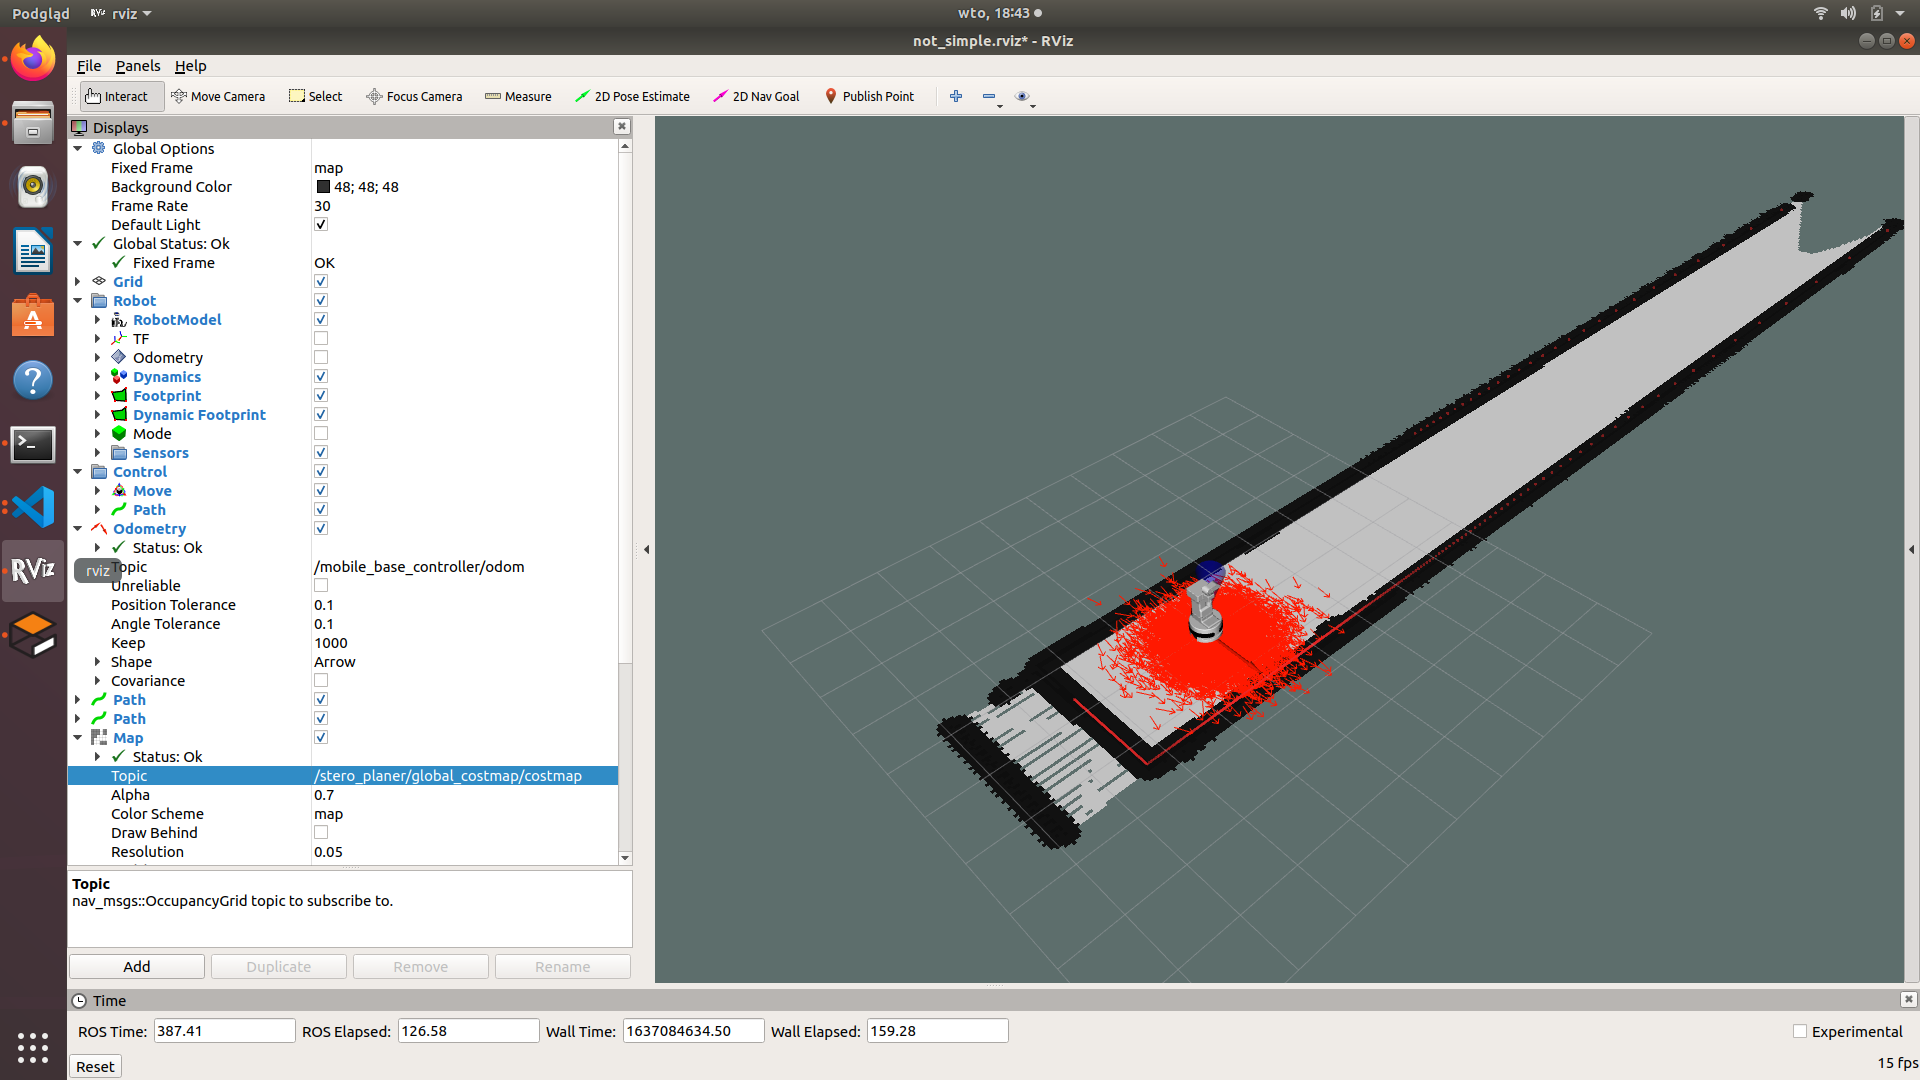 Podgląd
RViz rviz
wto, 18:43
not_simple.rviz* - RViz
File Panels Help
Interact Move Camera Select Focus Camera Measure 2D Pose Estimate 2D Nav Goal Publish Point
Displays
Global Options
Fixed Frame map
Background Color 48; 48; 48
Frame Rate 30
Default Light
Global Status: Ok
Fixed Frame OK
Grid
Robot
RobotModel
TF
Odometry
Dynamics
Footprint
Dynamic Footprint
Mode
Sensors
Control
Move
Path
Odometry
Status: Ok
RViz
rviz
Topic /mobile_base_controller/odom
Unreliable
Position Tolerance 0.1
Angle Tolerance 0.1
Keep 1000
Shape Arrow
Covariance
Path
Path
Map
Status: Ok
Topic /stero_planer/global_costmap/costmap
Alpha 0.7
Color Scheme map
Draw Behind
Resolution 0.05
Topic
nav_msgs::OccupancyGrid topic to subscribe to.
Add Duplicate Remove Rename
Time
ROS Time: 387.41 ROS Elapsed: 126.58 Wall Time: 1637084634.50 Wall Elapsed: 159.28 Experimental
Reset 15 fps